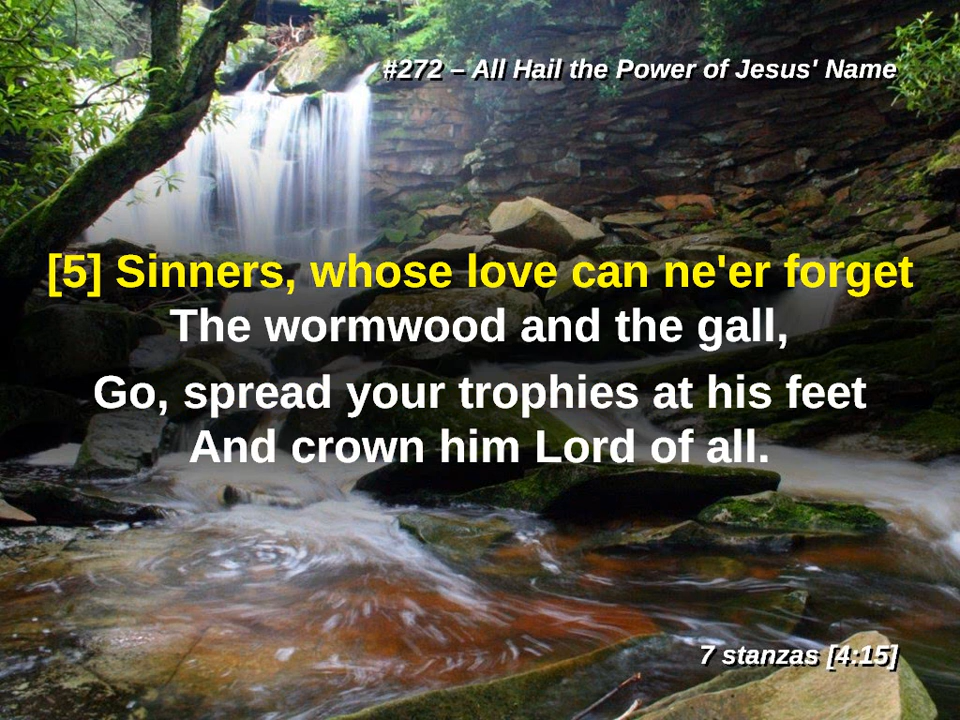 #272 – All Hail the Power of Jesus' Name
[5] Sinners, whose love can ne'er forget
The wormwood and the gall,
Go, spread your trophies at his feet
And crown him Lord of all.
7 stanzas [4:15]